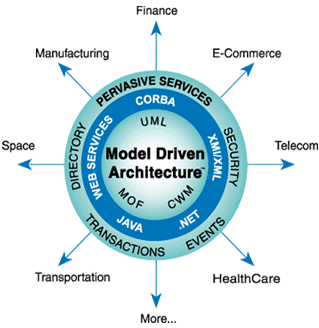 Finance
Manufacturing
E-Commerce
PERVASIVE SERVICES
CORBA
UML
DIRECTORY
WEB SERVICES
XMI/XML
SECURITY
Space
Model Driven
Architecture™
Telecom
MOF
CWM
JAVA
.NET
TRANSACTIONS
EVENTS
Transportation
HealthCare
More...